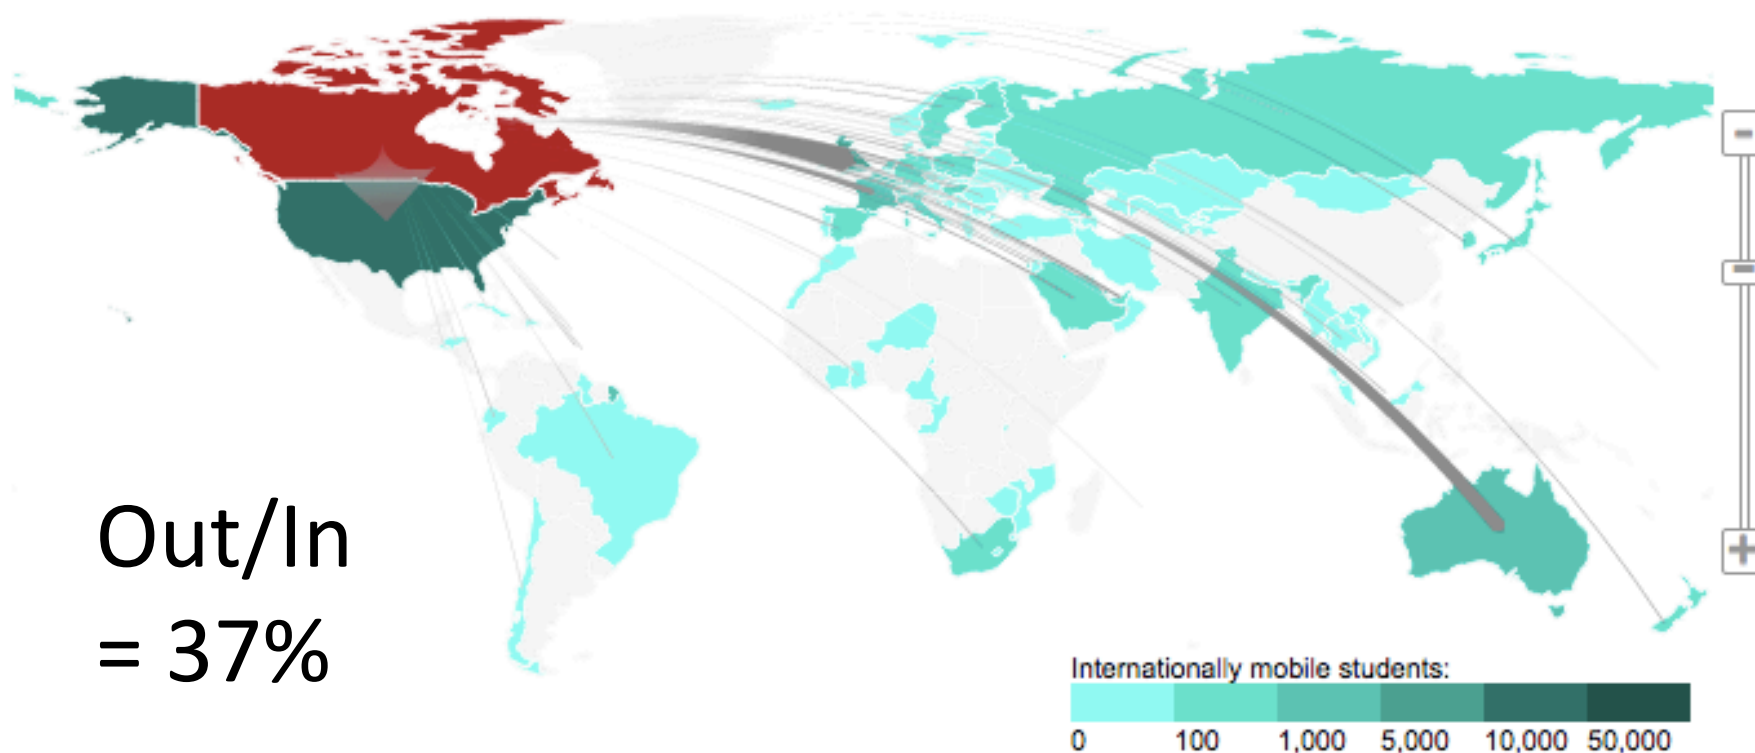 Out/In
= 37%
Internationally mobile students:
0 100 1,000 5,000 10,000 50,000